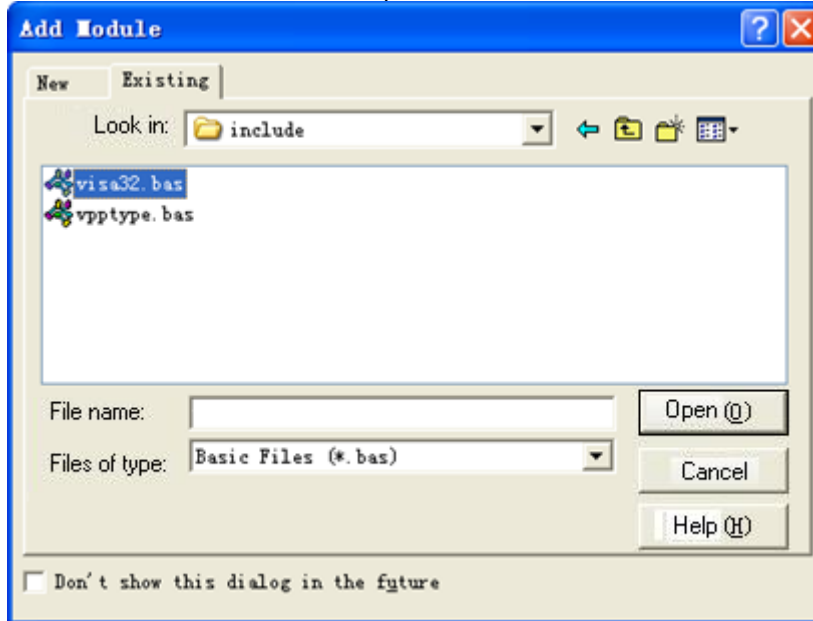 Add Module
New Existing
Look in: include
visa32.bas
vpptype.bas
File name: Open (O)
Files of type: Basic Files (*.bas)
Cancel
Help (H)
Don't show this dialog in the future